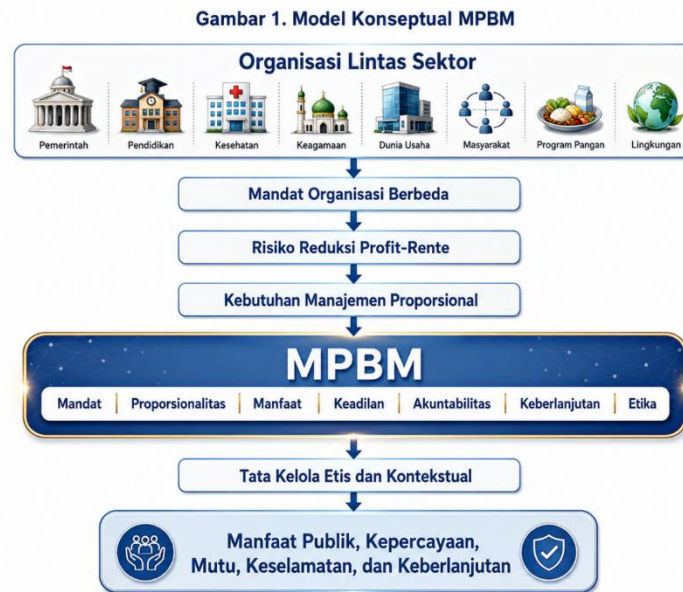 Gambar 1. Model Konseptual MPBM
Organisasi Lintas Sektor
Pemerintah
Pendidikan
Kesehatan
Keagamaan
Dunia Usaha
Masyarakat
Program Pangan
Lingkungan
Mandat Organisasi Berbeda
Risiko Reduksi Profit-Rente
Kebutuhan Manajemen Proporsional
MPBM
Mandat
Proporsionalitas
Manfaat
Keadilan
Akuntabilitas
Keberlanjutan
Etika
Tata Kelola Etis dan Kontekstual
Manfaat Publik, Kepercayaan,
Mutu, Keselamatan, dan Keberlanjutan